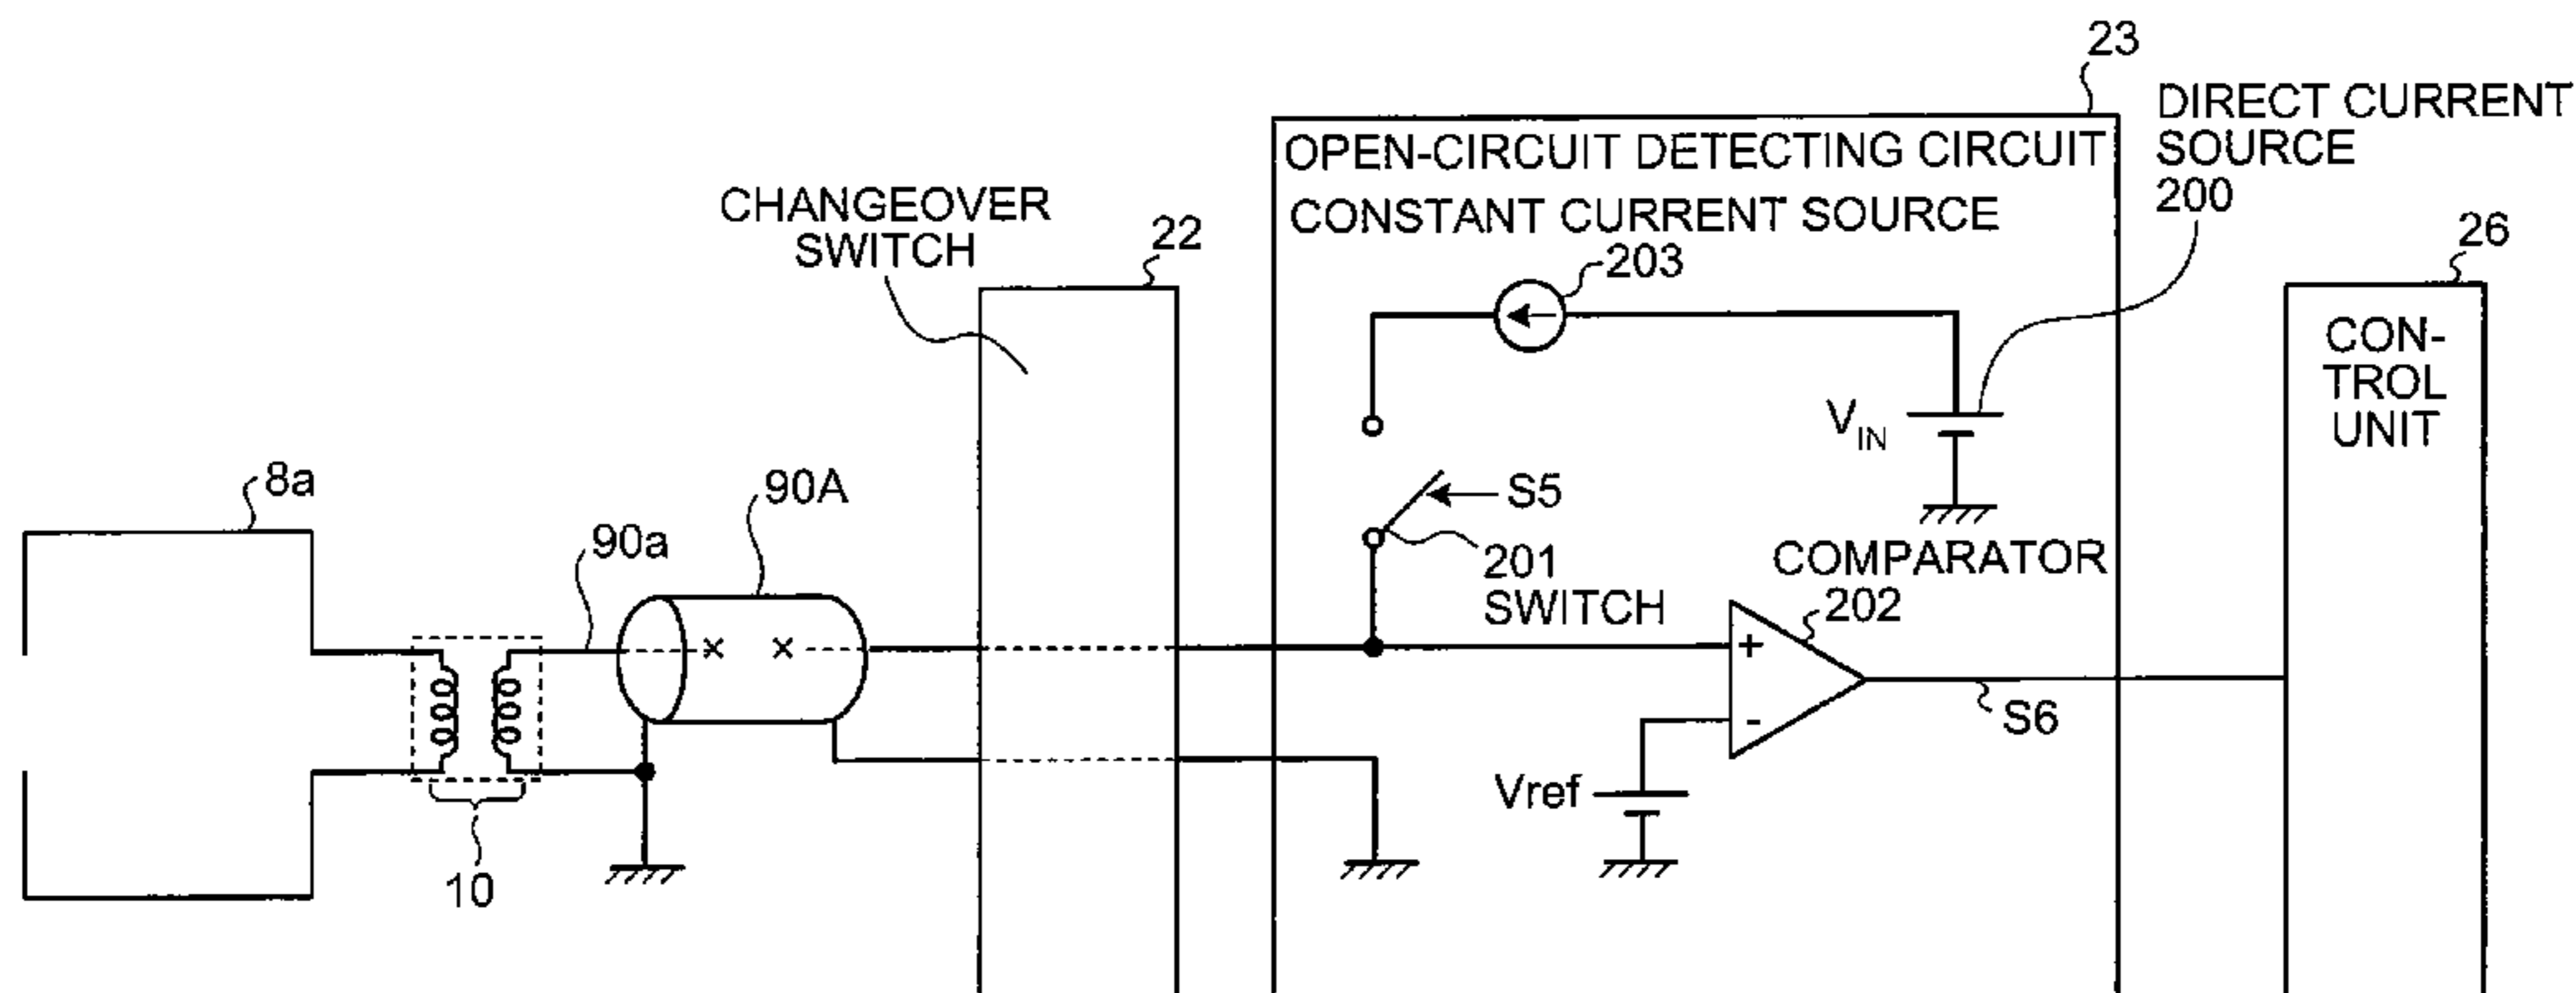 23
DIRECT CURRENT
SOURCE
200
OPEN-CIRCUIT DETECTING CIRCUIT
CONSTANT CURRENT SOURCE
203
CHANGEOVER
SWITCH
22
26
CON-
TROL
UNIT
VIN
8a
90A
90a
S5
201
SWITCH
COMPARATOR
202
+
-
S6
Vref
10
× ×